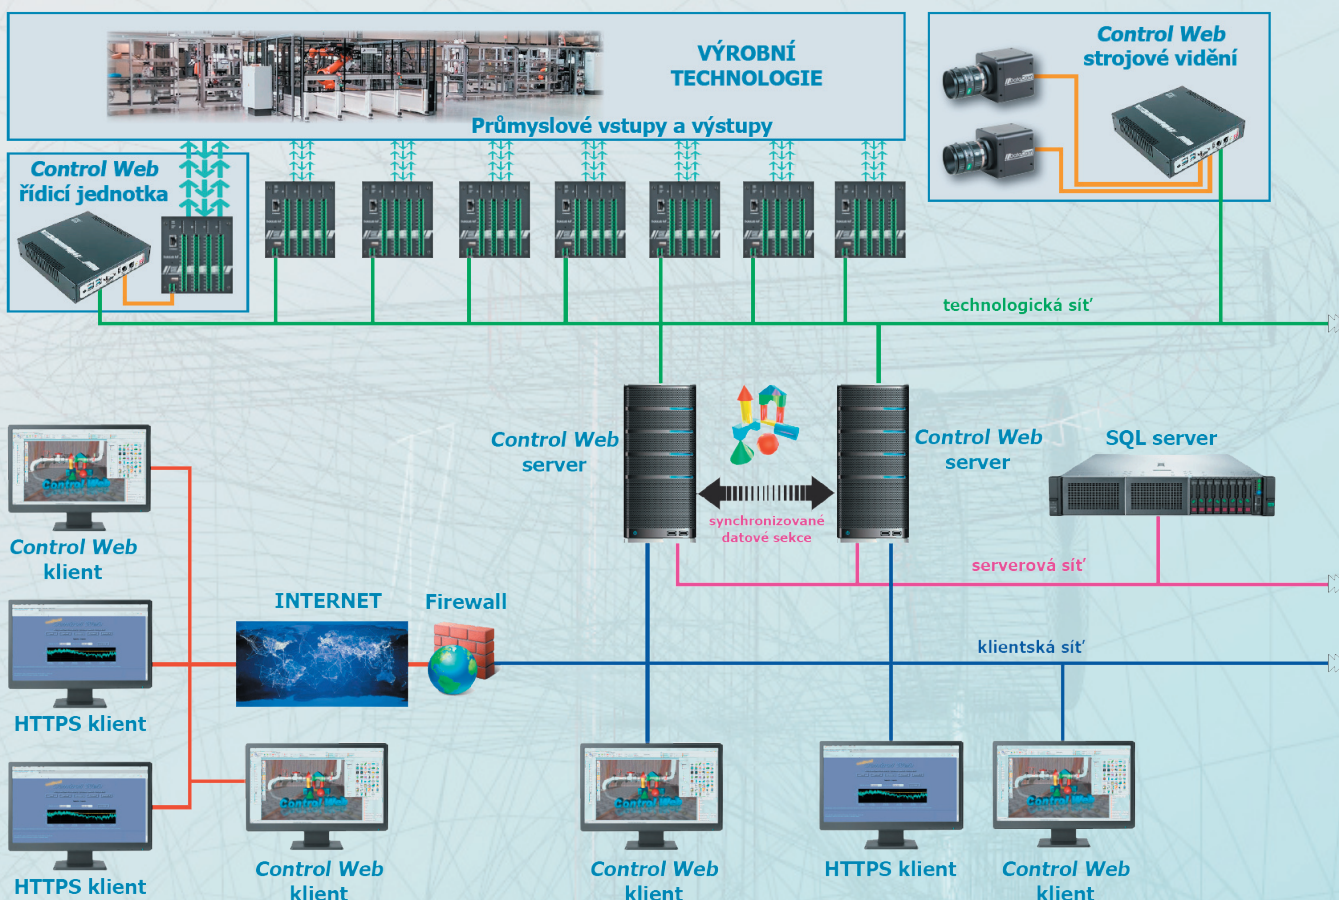 VÝROBNÍ
TECHNOLOGIE
Průmyslové vstupy a výstupy
Control Web
strojové vidění
Control Web
řídicí jednotka
technologická síť
Control Web
server
Control Web
server
SQL server
synchronizované
datové sekce
serverová síť
Control Web
klient
INTERNET
Firewall
klientská síť
HTTPS klient
HTTPS klient
Control Web
klient
Control Web
klient
HTTPS klient
Control Web
klient